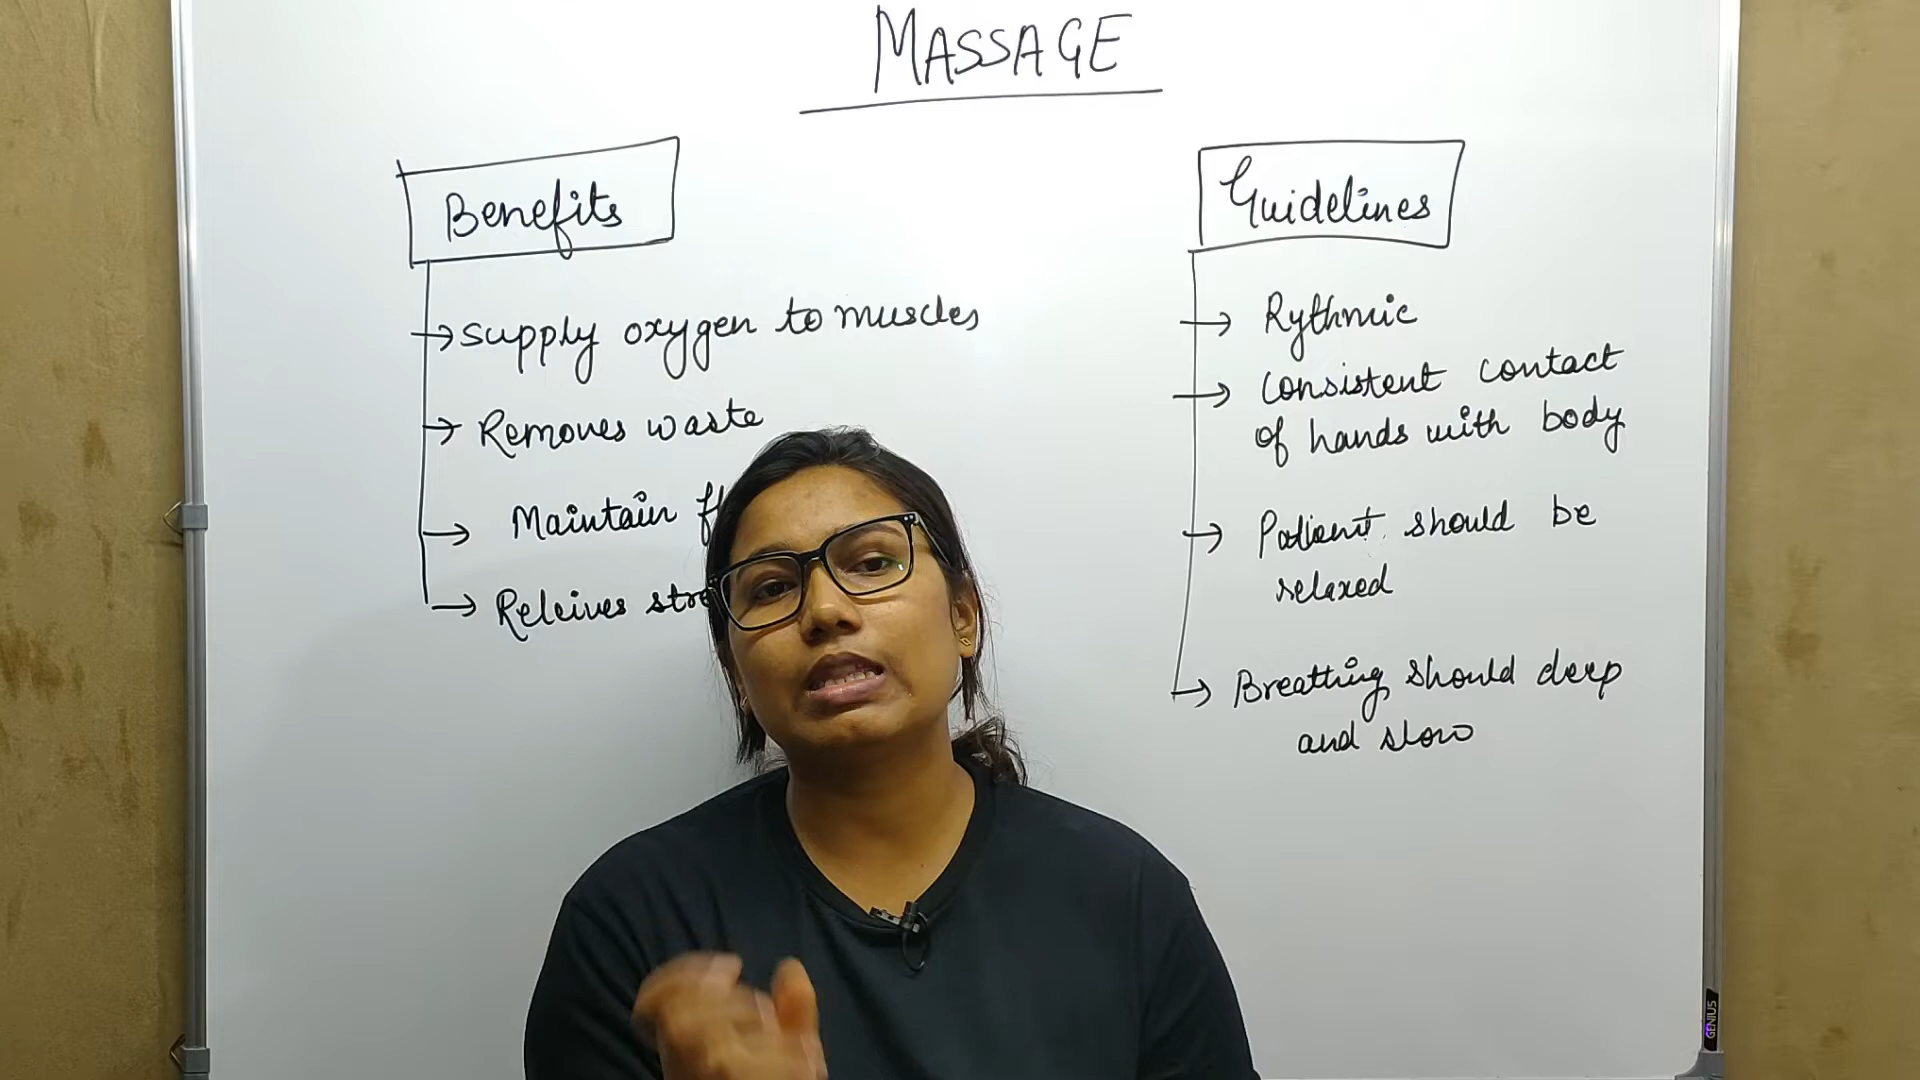 MASSAGE
Benefits
→ Supply oxygen to muscles
→ Removes waste
→ Maintain
→ Releives
Guidelines
→ Rythmic
→ Consistent contact
of hands with body
→ Patient should be
relaxed
→ Breathing should deep
and slow
GENIUS